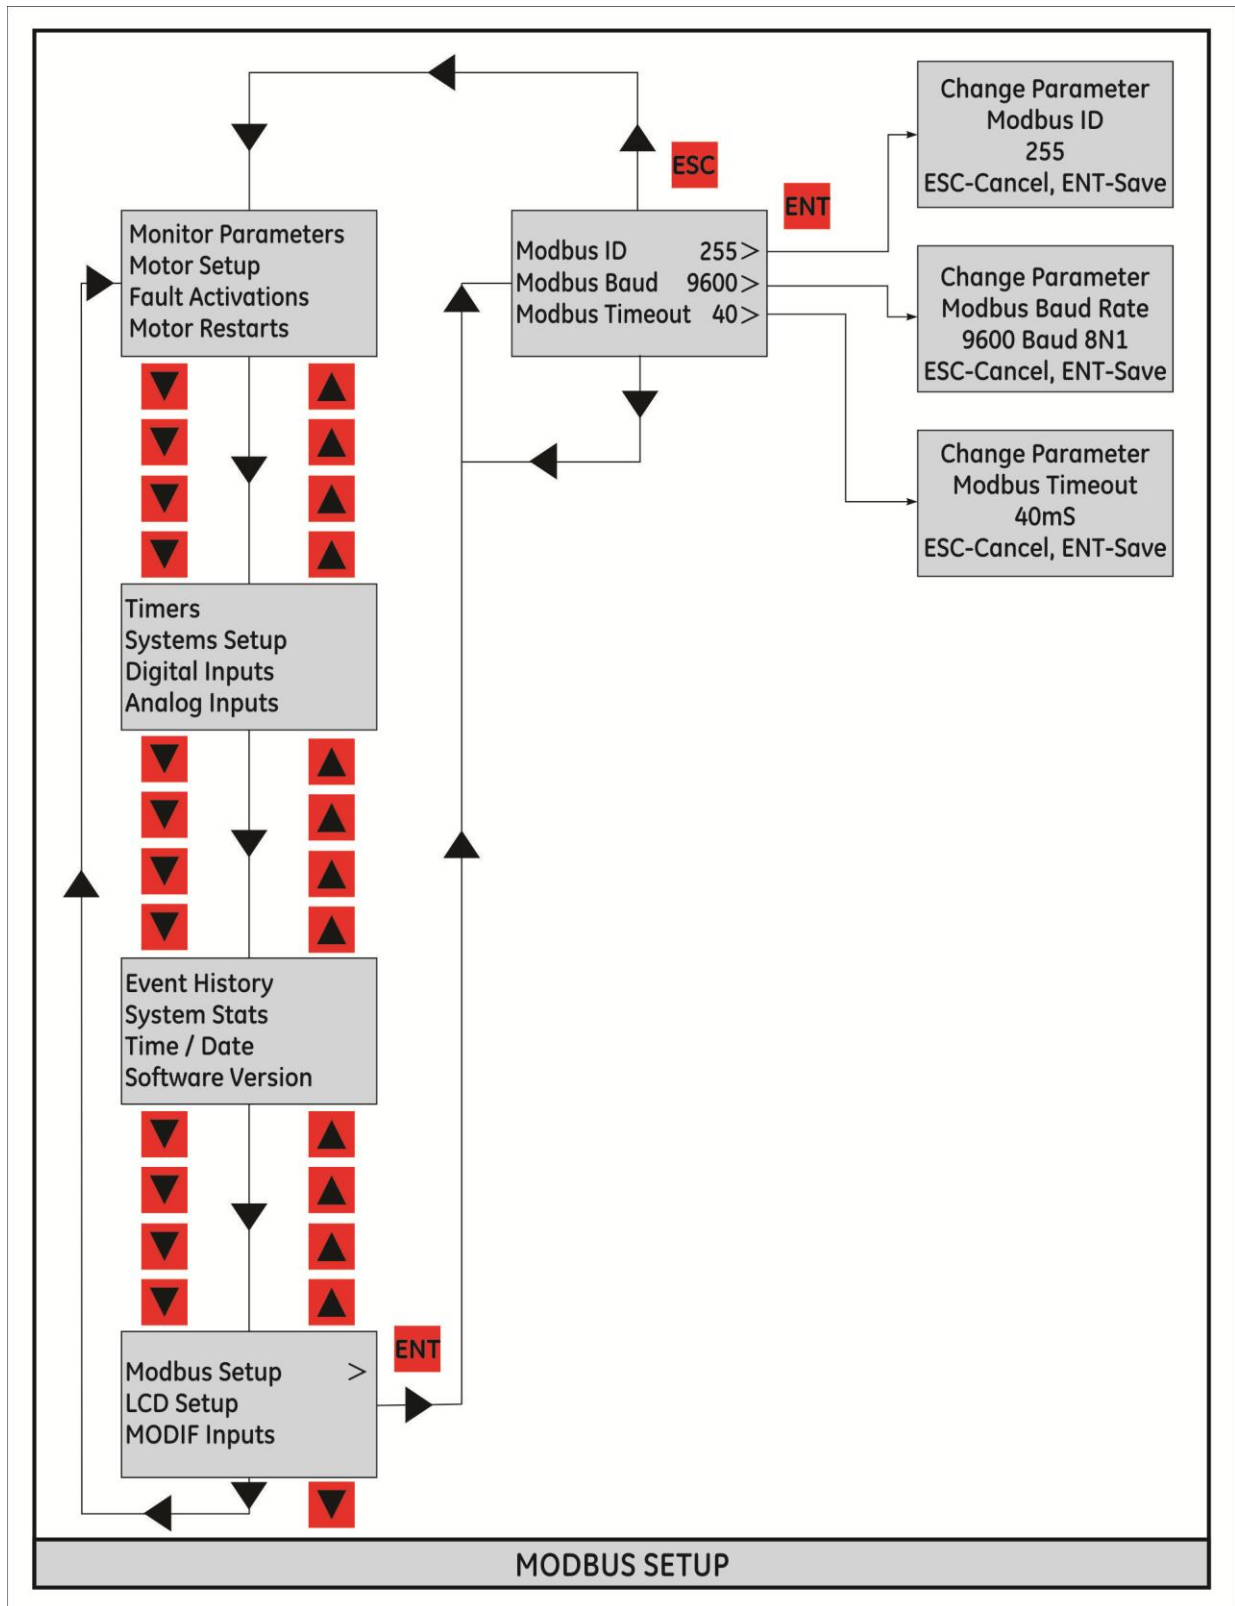 Monitor Parameters
Motor Setup
Fault Activations
Motor Restarts
Timers
Systems Setup
Digital Inputs
Analog Inputs
Event History
System Stats
Time / Date
Software Version
Modbus Setup >
LCD Setup
MODIF Inputs
ENT
ESC
ENT
Modbus ID 255>
Modbus Baud 9600>
Modbus Timeout 40>
Change Parameter
Modbus ID
255
ESC-Cancel, ENT-Save
Change Parameter
Modbus Baud Rate
9600 Baud 8N1
ESC-Cancel, ENT-Save
Change Parameter
Modbus Timeout
40mS
ESC-Cancel, ENT-Save
MODBUS SETUP